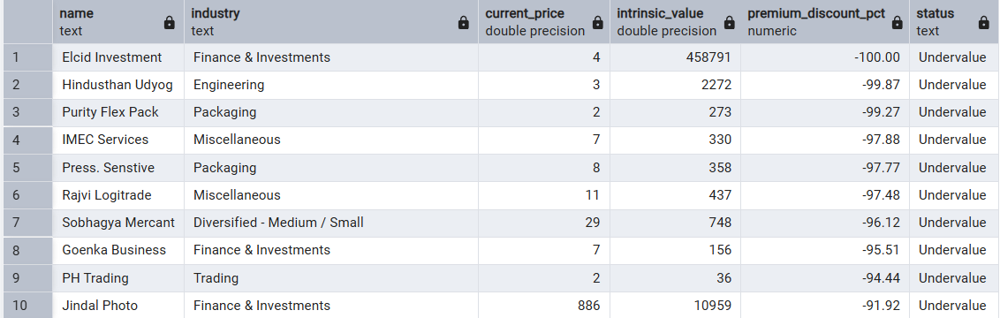 name industry current_price intrinsic_value premium_discount_pct status
text text double precision double precision numeric text
1 Elcid Investment Finance & Investments 4 458791 -100.00 Undervalue
2 Hindusthan Udyog Engineering 3 2272 -99.87 Undervalue
3 Purity Flex Pack Packaging 2 273 -99.27 Undervalue
4 IMEC Services Miscellaneous 7 330 -97.88 Undervalue
5 Press. Senstive Packaging 8 358 -97.77 Undervalue
6 Rajvi Logitrade Miscellaneous 11 437 -97.48 Undervalue
7 Sobhagya Mercant Diversified - Medium / Small 29 748 -96.12 Undervalue
8 Goenka Business Finance & Investments 7 156 -95.51 Undervalue
9 PH Trading Trading 2 36 -94.44 Undervalue
10 Jindal Photo Finance & Investments 886 10959 -91.92 Undervalue